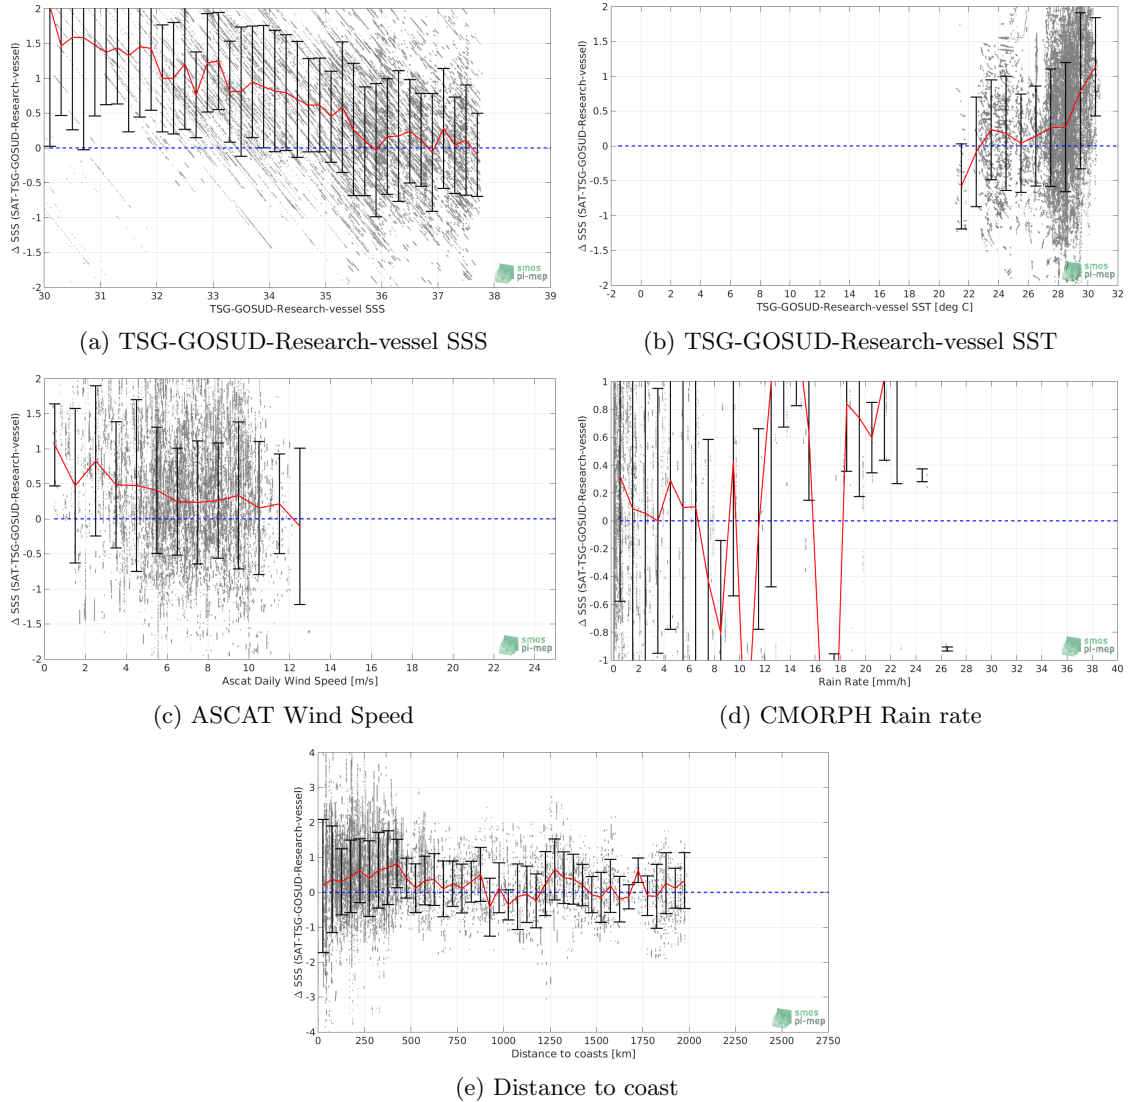 Δ SSS (SAT-TSG-GOSUD-Research-vessel)
2
1.5
1
0.5
0
-0.5
-1
-1.5
-2
30 31 32 33 34 35 36 37 38 39
TSG-GOSUD-Research-vessel SSS
smos
pi-mep
(a) TSG-GOSUD-Research-vessel SSS
Δ SSS (SAT-TSG-GOSUD-Research-vessel)
2
1.5
1
0.5
0
-0.5
-1
-1.5
-2
-2 0 2 4 6 8 10 12 14 16 18 20 22 24 26 28 30 32
TSG-GOSUD-Research-vessel SST [deg C]
smos
pi-mep
(b) TSG-GOSUD-Research-vessel SST
Δ SSS (SAT-TSG-GOSUD-Research-vessel)
2
1.5
1
0.5
0
-0.5
-1
-1.5
-2
0 2 4 6 8 10 12 14 16 18 20 22 24
Ascat Daily Wind Speed [m/s]
smos
pi-mep
(c) ASCAT Wind Speed
Δ SSS (SAT-TSG-GOSUD-Research-vessel)
1
0.8
0.6
0.4
0.2
0
-0.2
-0.4
-0.6
-0.8
-1
0 2 4 6 8 10 12 14 16 18 20 22 24 26 28 30 32 34 36 38 40
Rain Rate [mm/h]
smos
pi-mep
(d) CMORPH Rain rate
Δ SSS (SAT-TSG-GOSUD-Research-vessel)
4
3
2
1
0
-1
-2
-3
-4
0 250 500 750 1000 1250 1500 1750 2000 2250 2500 2750
Distance to coasts [km]
smos
pi-mep
(e) Distance to coast